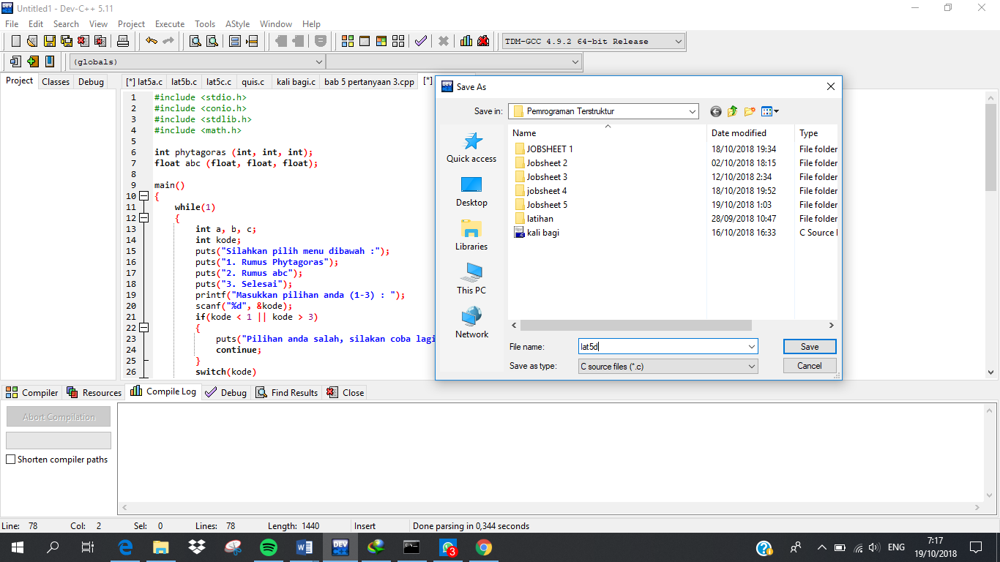 Untitled1 - Dev-C++ 5.11
File Edit Search View Project Execute Tools AStyle Window Help
TDM-GCC 4.9.2 64-bit Release
(globals)
Project Classes Debug
[*] lat5a.c lat5b.c lat5c.c quis.c kali bagi.c bab 5 pertanyaan 3.cpp [*]
1 #include <stdio.h>
2 #include <conio.h>
3 #include <stdlib.h>
4 #include <math.h>
5
6 int phytagoras (int, int, int);
7 float abc (float, float, float);
8
9 main()
10 {
11 while(1)
12 {
13 int a, b, c;
14 int kode;
15 puts("Silahkan pilih menu dibawah :");
16 puts("1. Rumus Phytagoras");
17 puts("2. Rumus abc");
18 puts("3. Selesai");
19 printf("Masukkan pilihan anda (1-3) : ");
20 scanf("%d", &kode);
21 if(kode < 1 || kode > 3)
22 {
23 puts("Pilihan anda salah, silakan coba lagi
24 continue;
25 }
26 switch(kode)
Save As
Save in: Pemrograman Terstruktur
Quick access
Desktop
Libraries
This PC
Network
Name Date modified Type
JOBSHEET 1 18/10/2018 19:34 File folder
Jobsheet 2 02/10/2018 18:15 File folder
Jobsheet 3 12/10/2018 2:34 File folder
jobsheet 4 18/10/2018 19:52 File folder
Jobsheet 5 19/10/2018 1:03 File folder
latihan 28/09/2018 10:47 File folder
kali bagi 16/10/2018 16:33 C Source
File name: lat5d Save
Save as type: C source files (*.c) Cancel
Compiler Resources Compile Log Debug Find Results Close
Abort Compilation
Shorten compiler paths
Line: 78 Col: 2 Sel: 0 Lines: 78 Length: 1440 Insert Done parsing in 0,344 seconds
DEV 3 ENG 7:17
19/10/2018